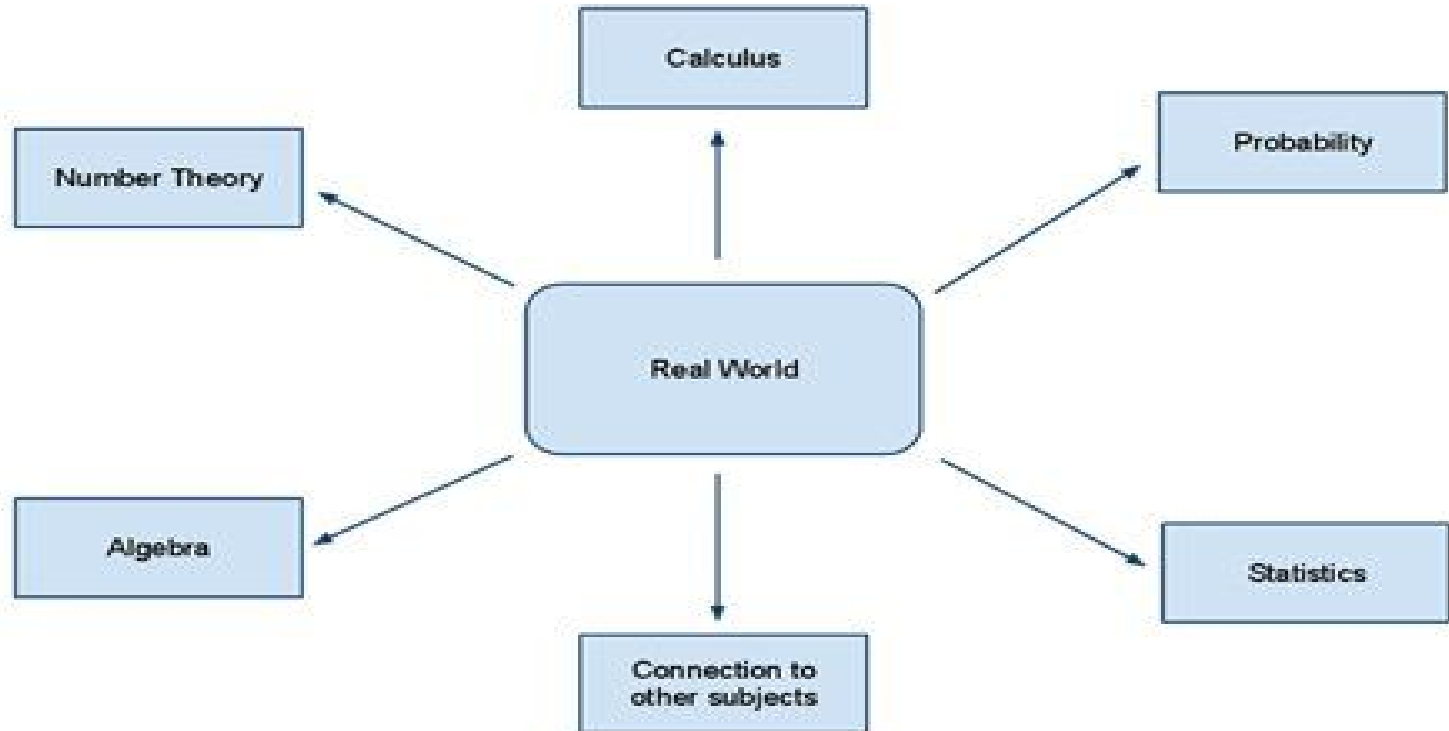 Calculus
Probability
Number Theory
Real World
Algebra
Statistics
Connection to
other subjects